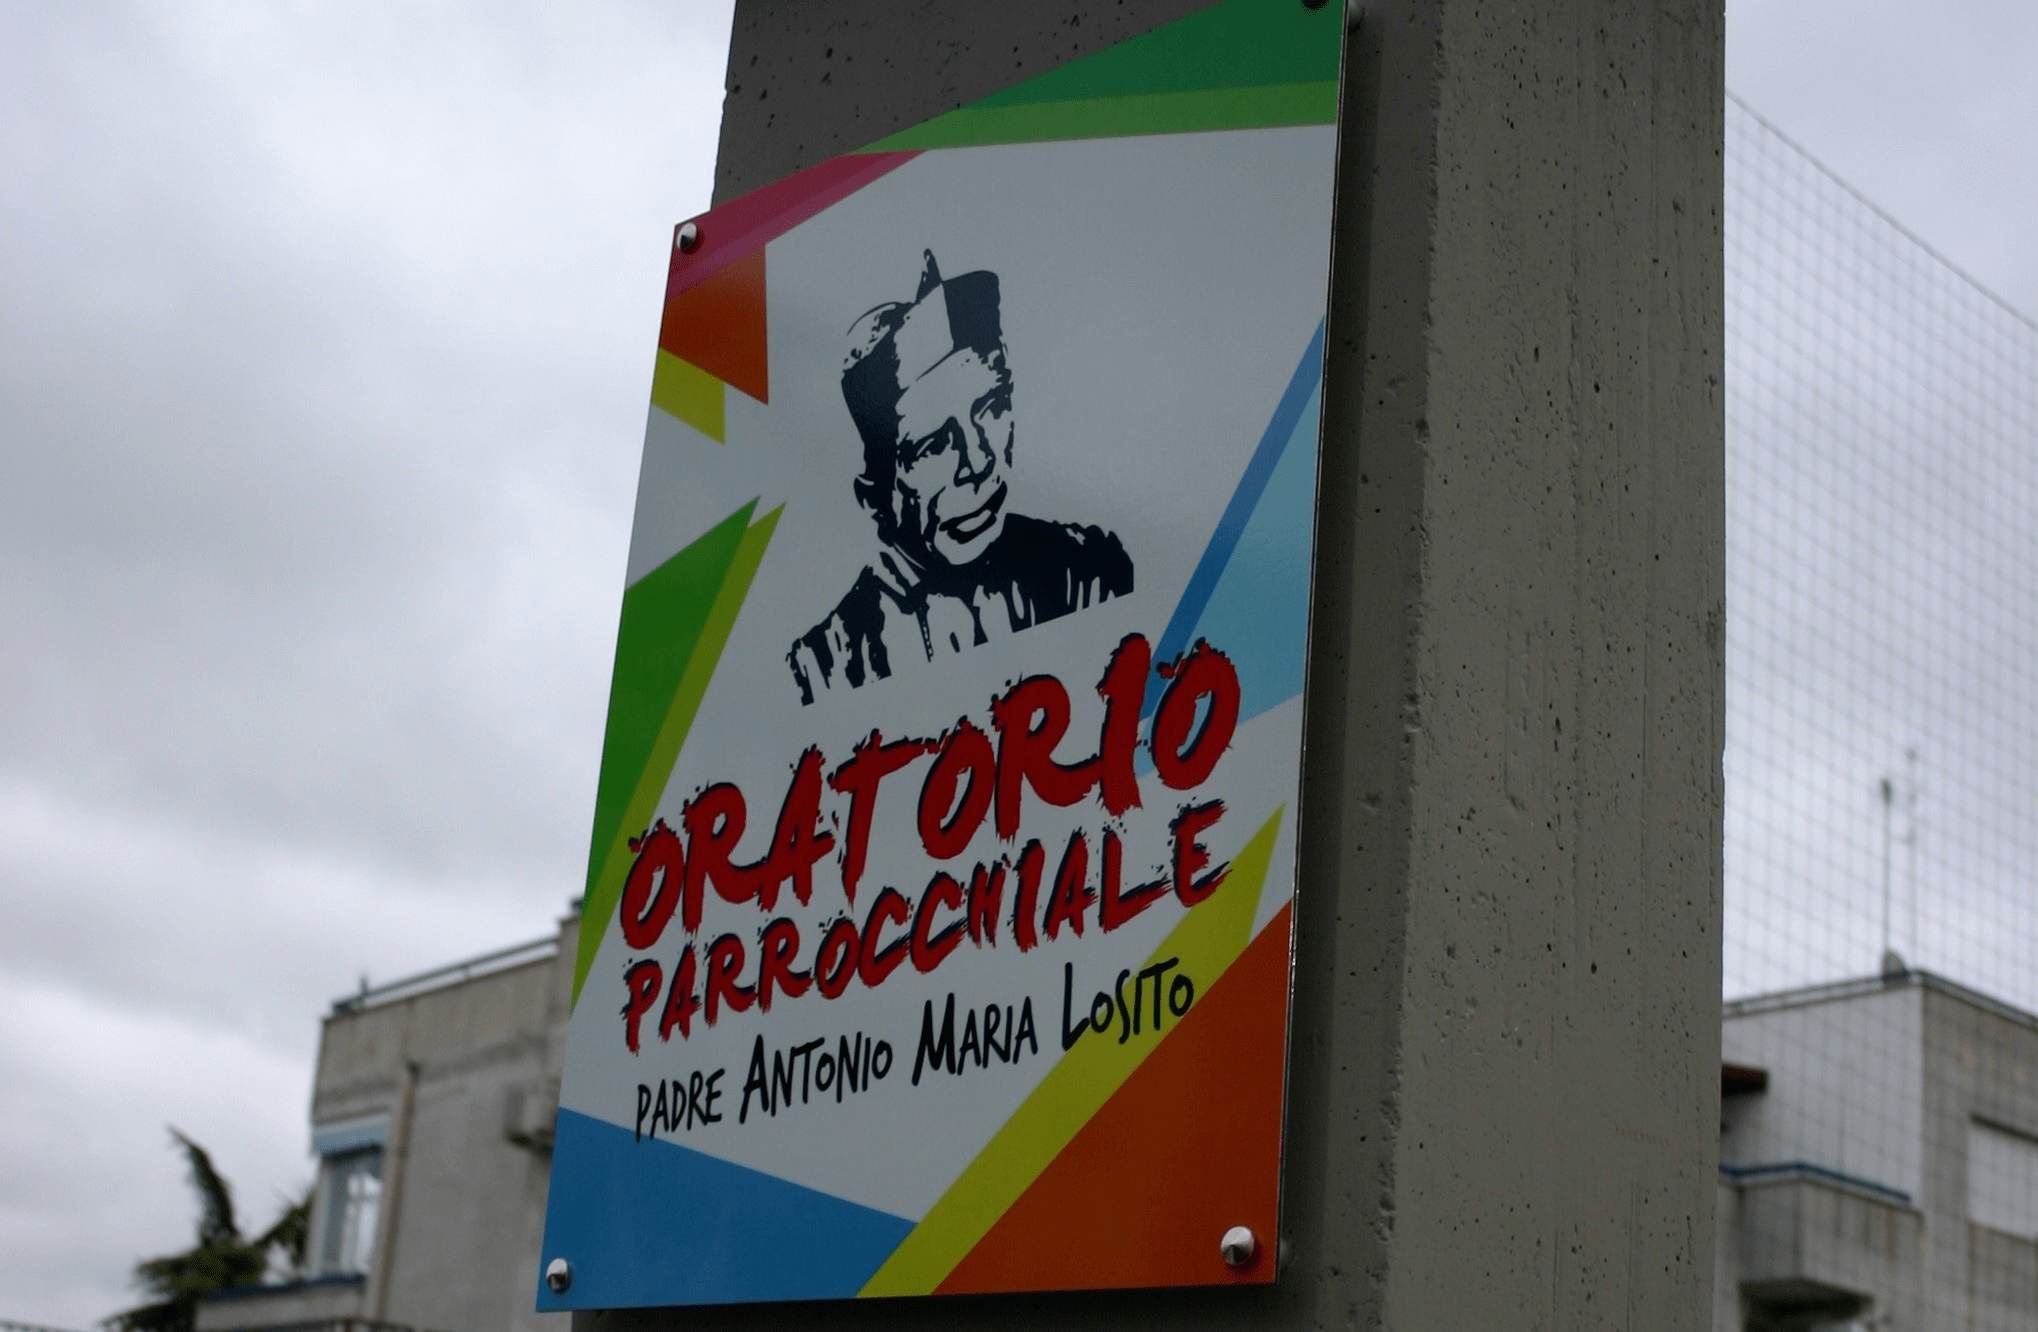 ORATORIO
PARROCCHIALE
PADRE ANTONIO MARIA LOSITO